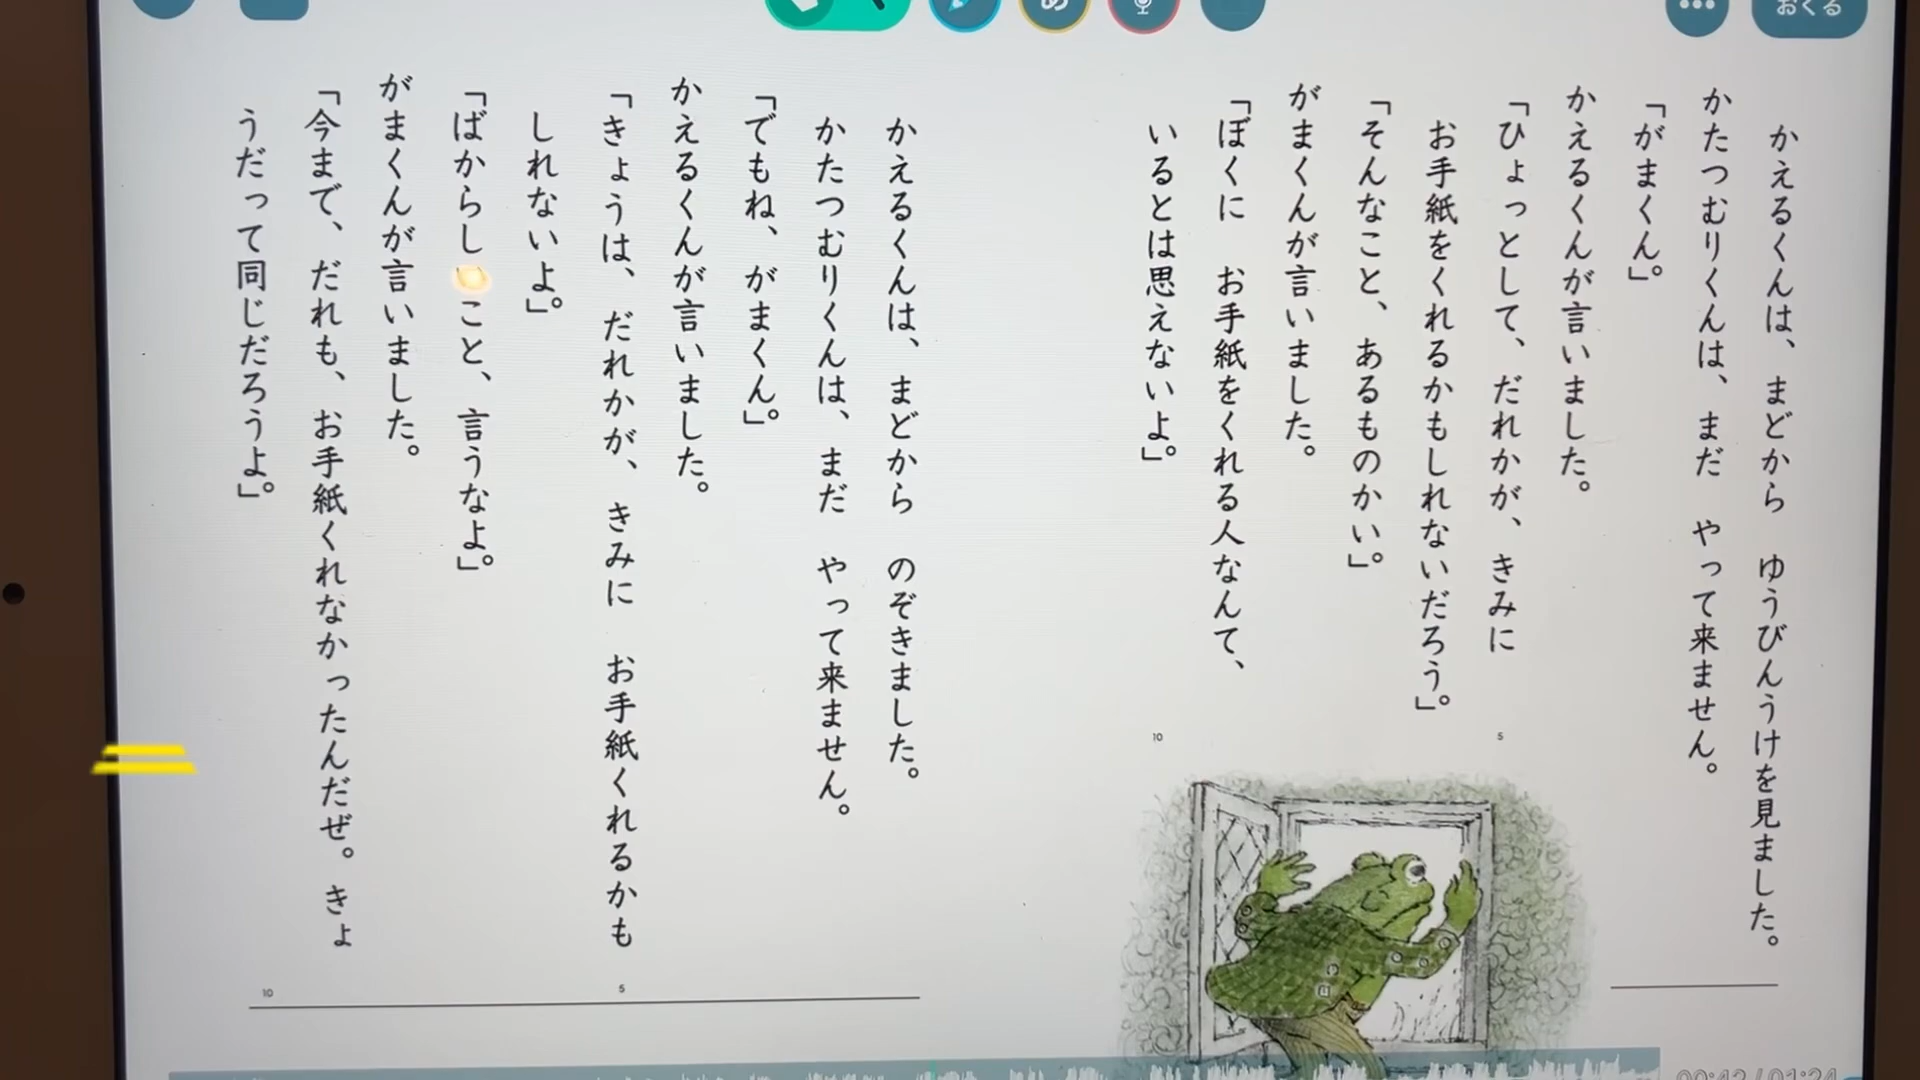 おくる
かえるくんは、まどから　ゆうびんうけを見ました。
かたつむりくんは、まだ　やって来ません。
「がまくん。」
かえるくんが言いました。
「ひょっとして、だれかが、きみに
お手紙をくれるかもしれないだろう。」
「そんなこと、あるものかい。」
がまくんが言いました。
「ぼくに　お手紙をくれる人なんて、
いるとは思えないよ。」
5
10
かえるくんは、まどから　のぞきました。
かたつむりくんは、まだ　やって来ません。
「でもね、がまくん。」
かえるくんが言いました。
「きょうは、だれかが、きみに　お手紙くれるかも
しれないよ。」
「ばからし こと、言うなよ。」
がまくんが言いました。
「今まで、だれも、お手紙くれなかったんだぜ。きょ
うだって同じだろうよ。」
5
10